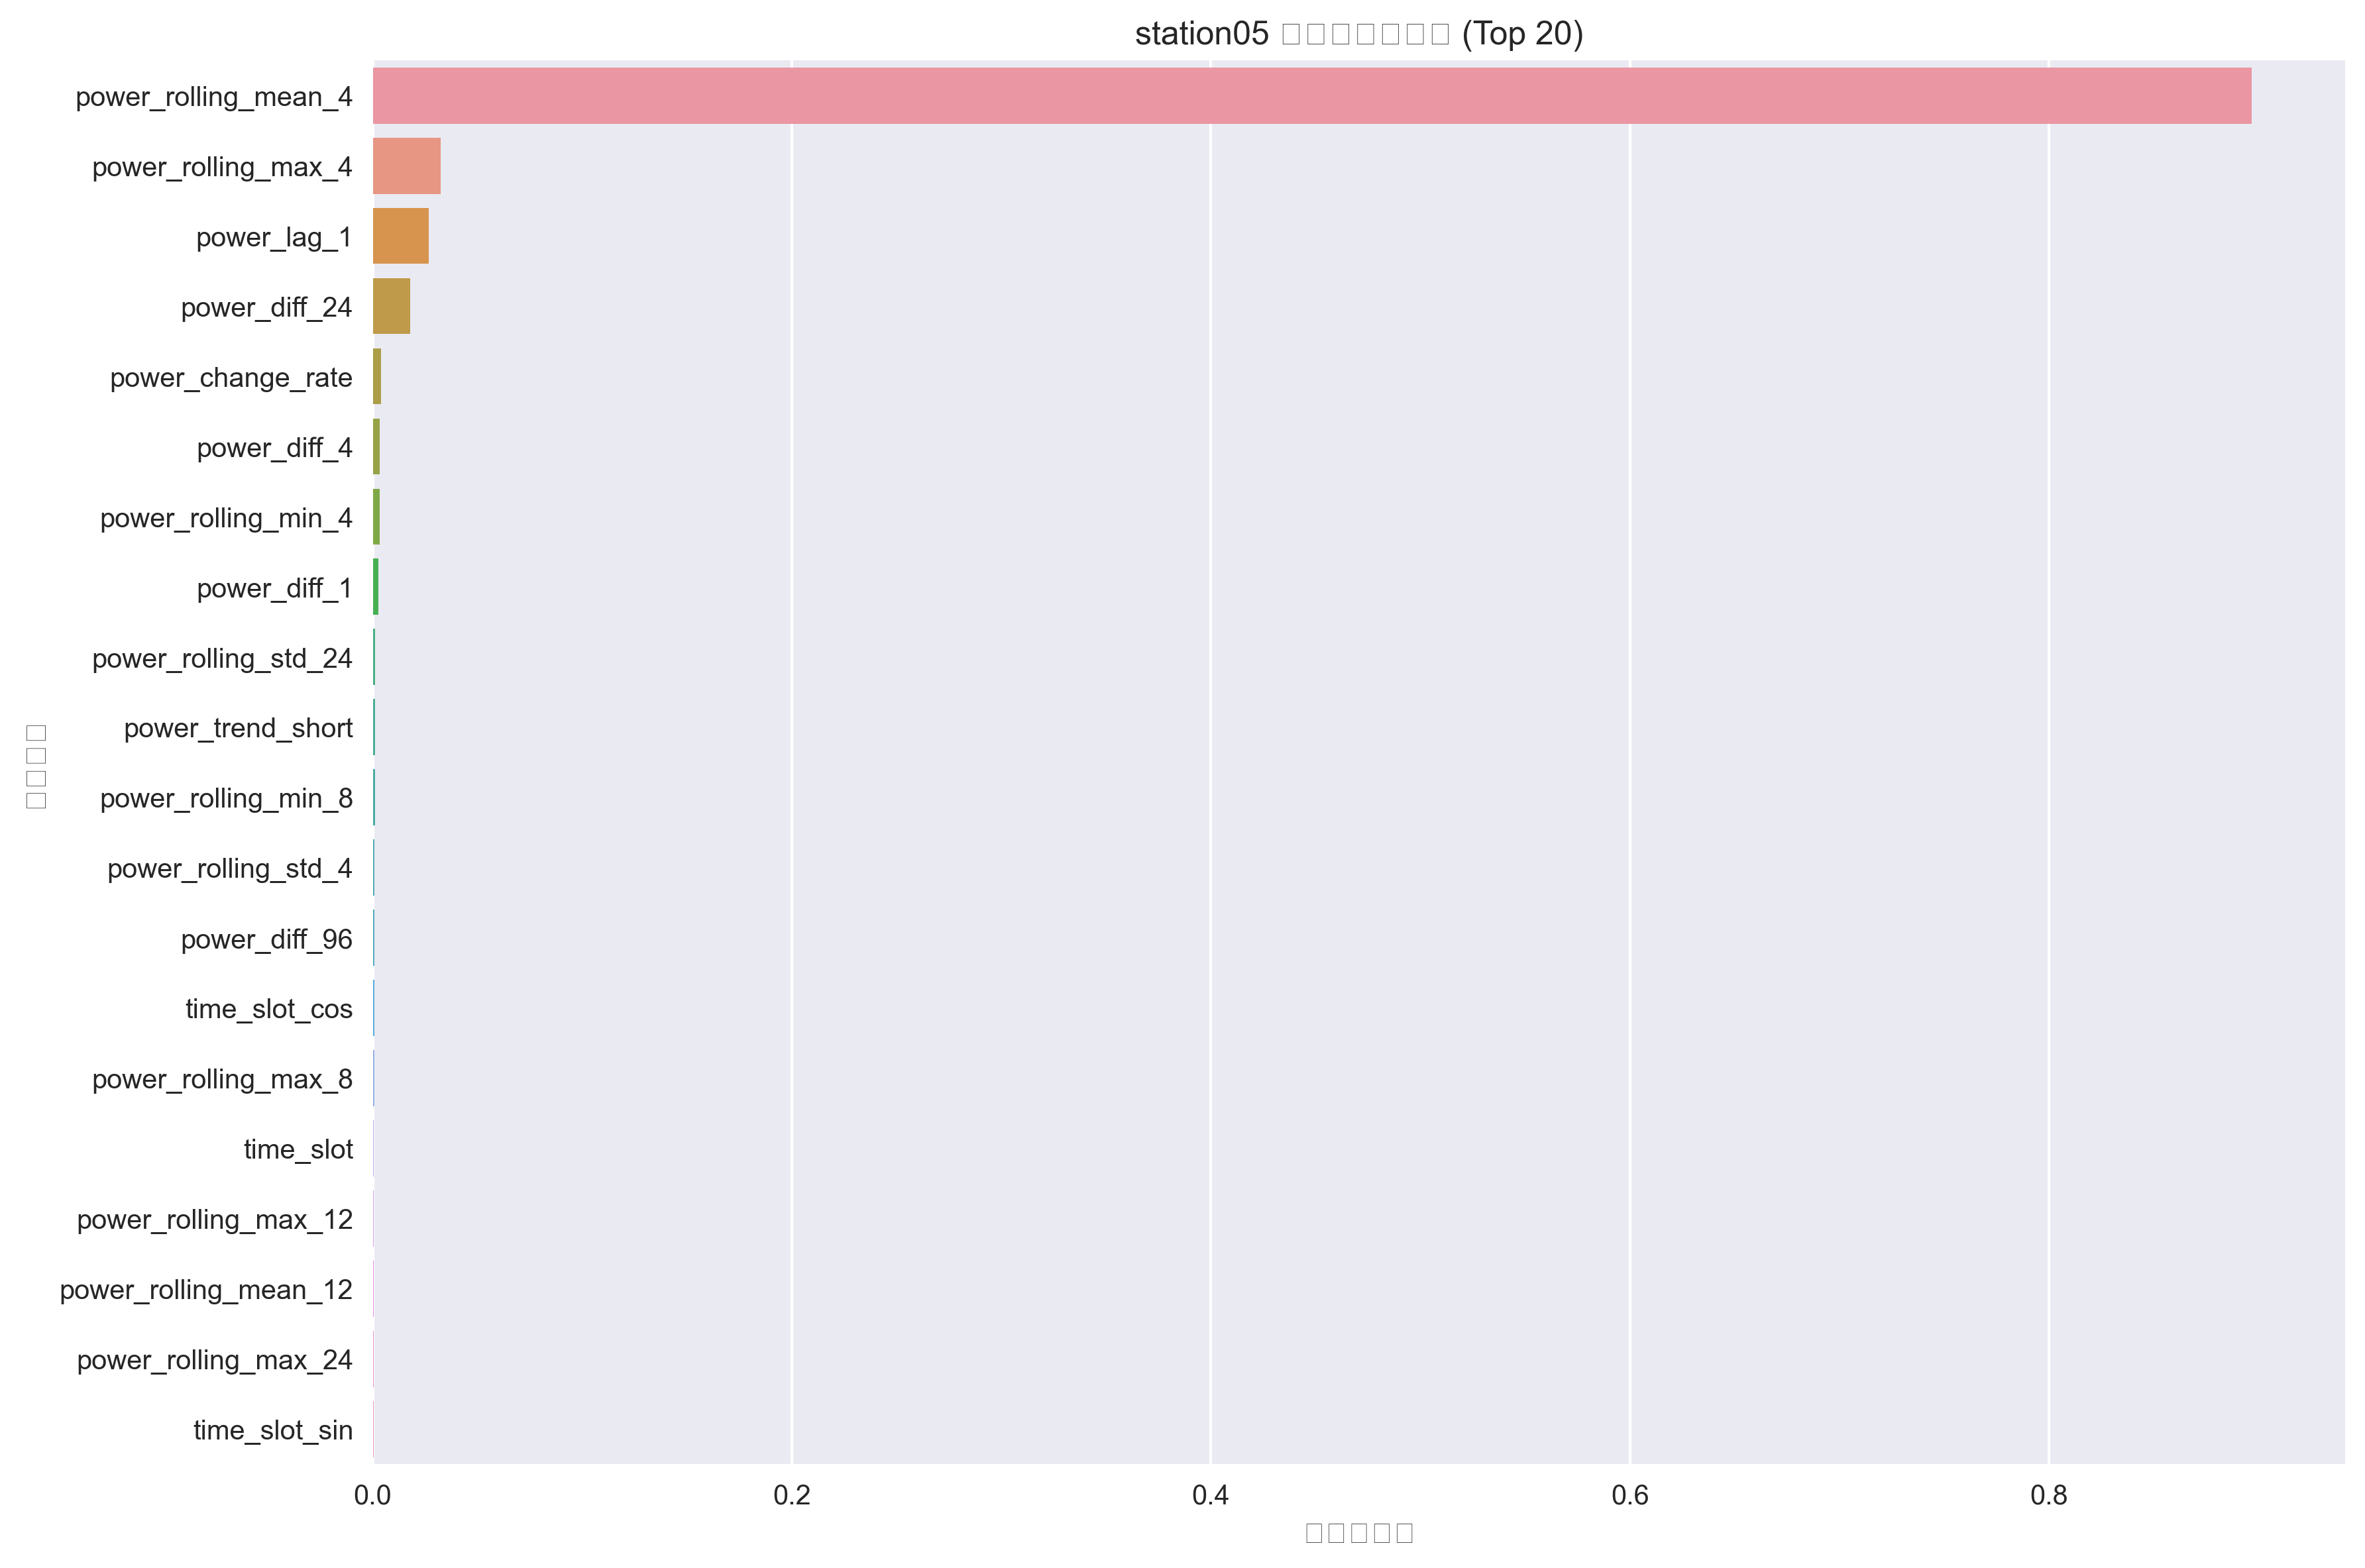 station05 □□□□□□□ (Top 20)
power_rolling_mean_4
power_rolling_max_4
power_lag_1
power_diff_24
power_change_rate
power_diff_4
power_rolling_min_4
power_diff_1
power_rolling_std_24
power_trend_short
power_rolling_min_8
power_rolling_std_4
power_diff_96
time_slot_cos
power_rolling_max_8
time_slot
power_rolling_max_12
power_rolling_mean_12
power_rolling_max_24
time_slot_sin
□□□□
0.0 0.2 0.4 0.6 0.8
□□□□□